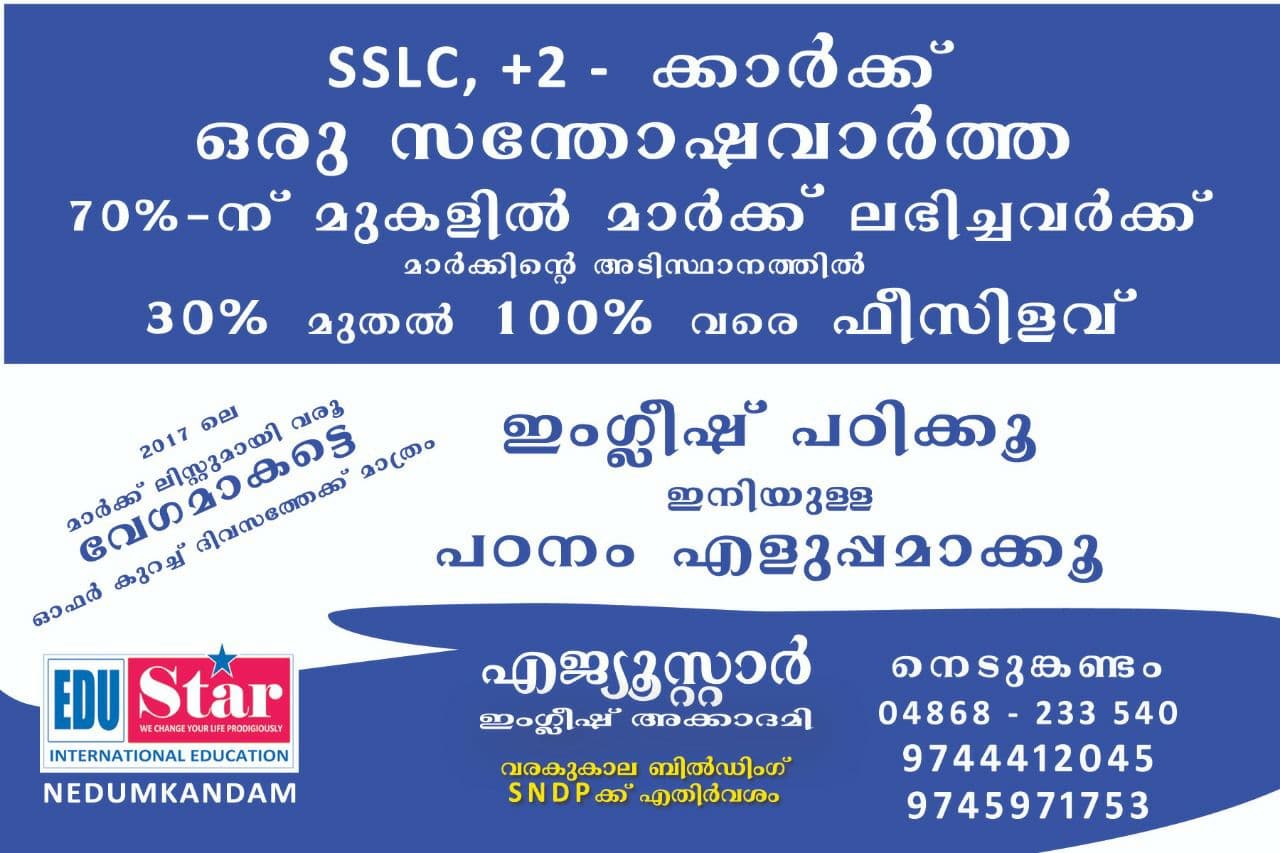 SSLC, +2 - ക്കാർക്ക്
ഒരു സന്തോഷവാർത്ത
70%-ന് മുകളിൽ മാർക്ക് ലഭിച്ചവർക്ക്
മാർക്കിന്റെ അടിസ്ഥാനത്തിൽ
30% മുതൽ 100% വരെ ഫീസിളവ്
2017 ലെ
മാർക്ക് ലിസ്റ്റുമായി വരൂ
വേഗമാകട്ടെ
ഓഫർ കുറച്ച് ദിവസത്തേക്ക് മാത്രം
ഇംഗ്ലീഷ് പഠിക്കൂ
ഇനിയുള്ള
പഠനം എളുപ്പമാക്കൂ
EDU Star
WE CHANGE YOUR LIFE PRODIGIOUSLY
INTERNATIONAL EDUCATION
NEDUMKANDAM
എജ്യൂസ്റ്റാർ
ഇംഗ്ലീഷ് അക്കാദമി
വരകുകാല ബിൽഡിംഗ്
SNDPക്ക് എതിർവശം
നെടുങ്കണ്ടം
04868 - 233 540
9744412045
9745971753